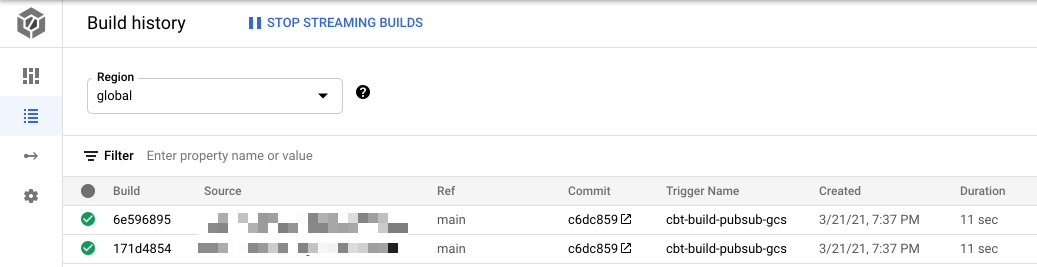 Build history STOP STREAMING BUILDS
Region
global
Filter Enter property name or value
Build Source Ref Commit Trigger Name Created Duration
6e596895 main c6dc859 cbt-build-pubsub-gcs 3/21/21, 7:37 PM 11 sec
171d4854 main c6dc859 cbt-build-pubsub-gcs 3/21/21, 7:37 PM 11 sec